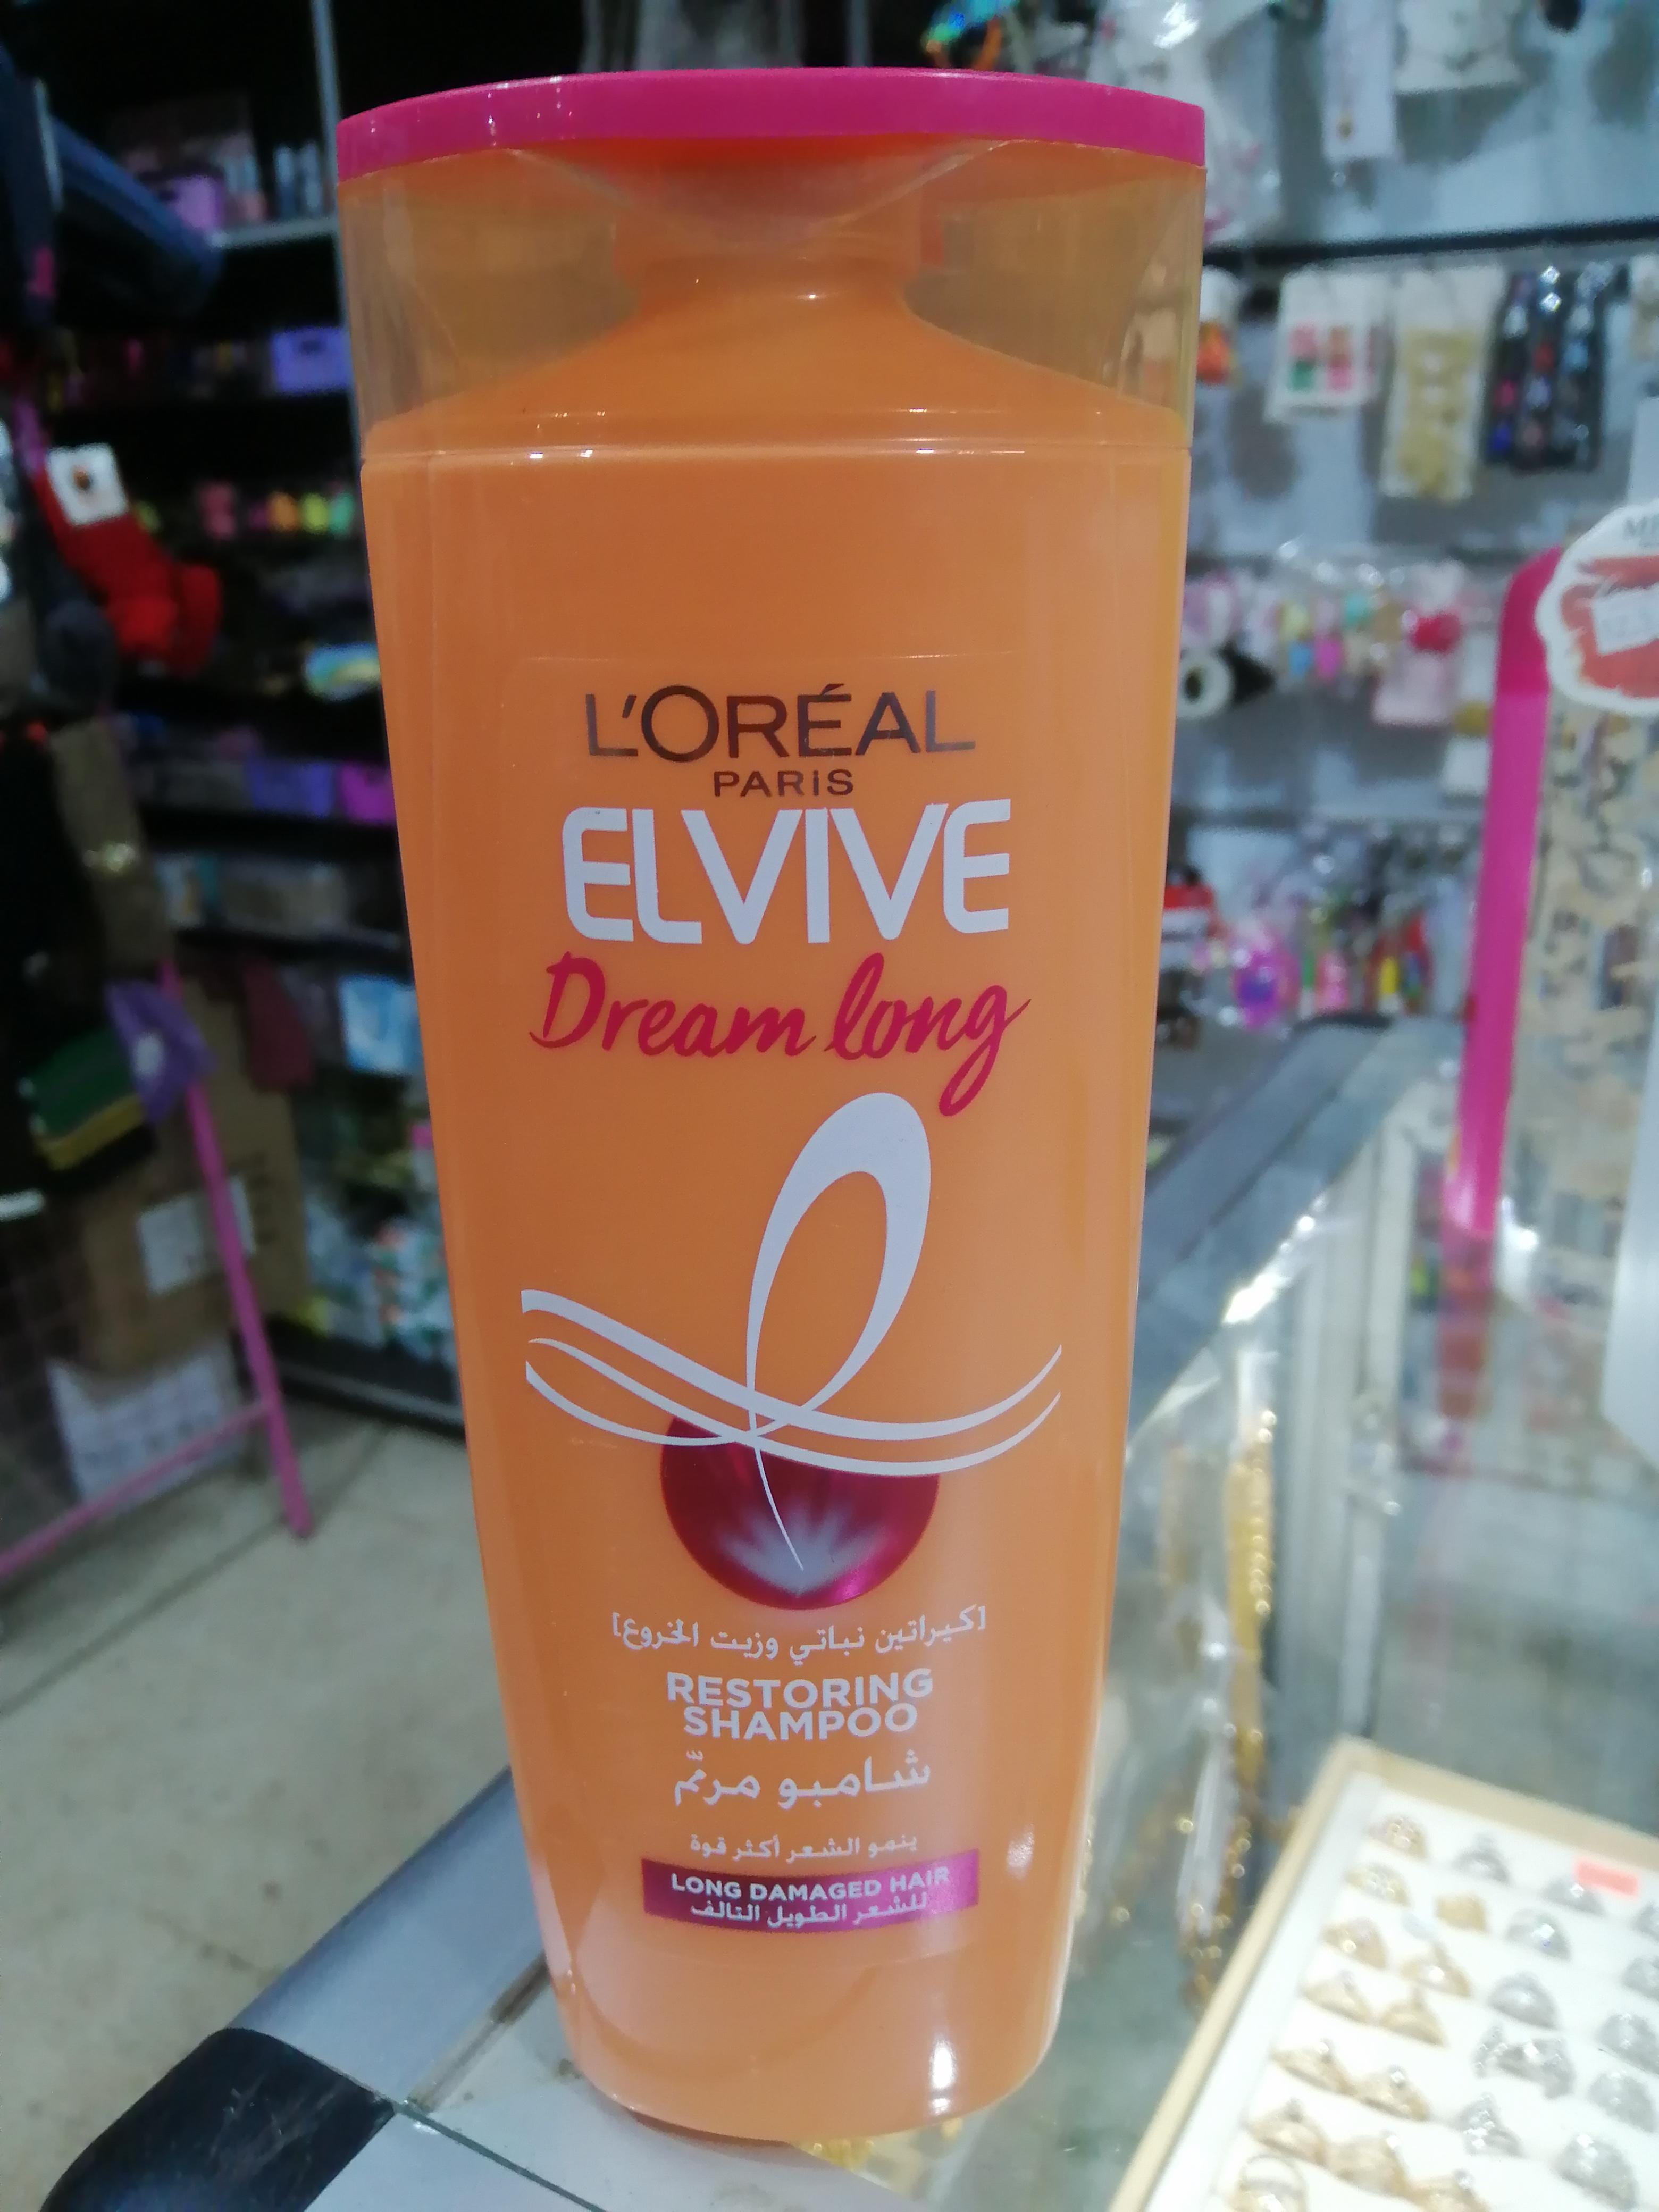 L'ORÉAL
PARIS
ELVIVE
Dream long
[كيراتين نباتي وزيت الخروع]
RESTORING
SHAMPOO
شامبو مرمّم
ينمو الشعر أكثر قوة
LONG DAMAGED HAIR
للشعر الطويل التالف